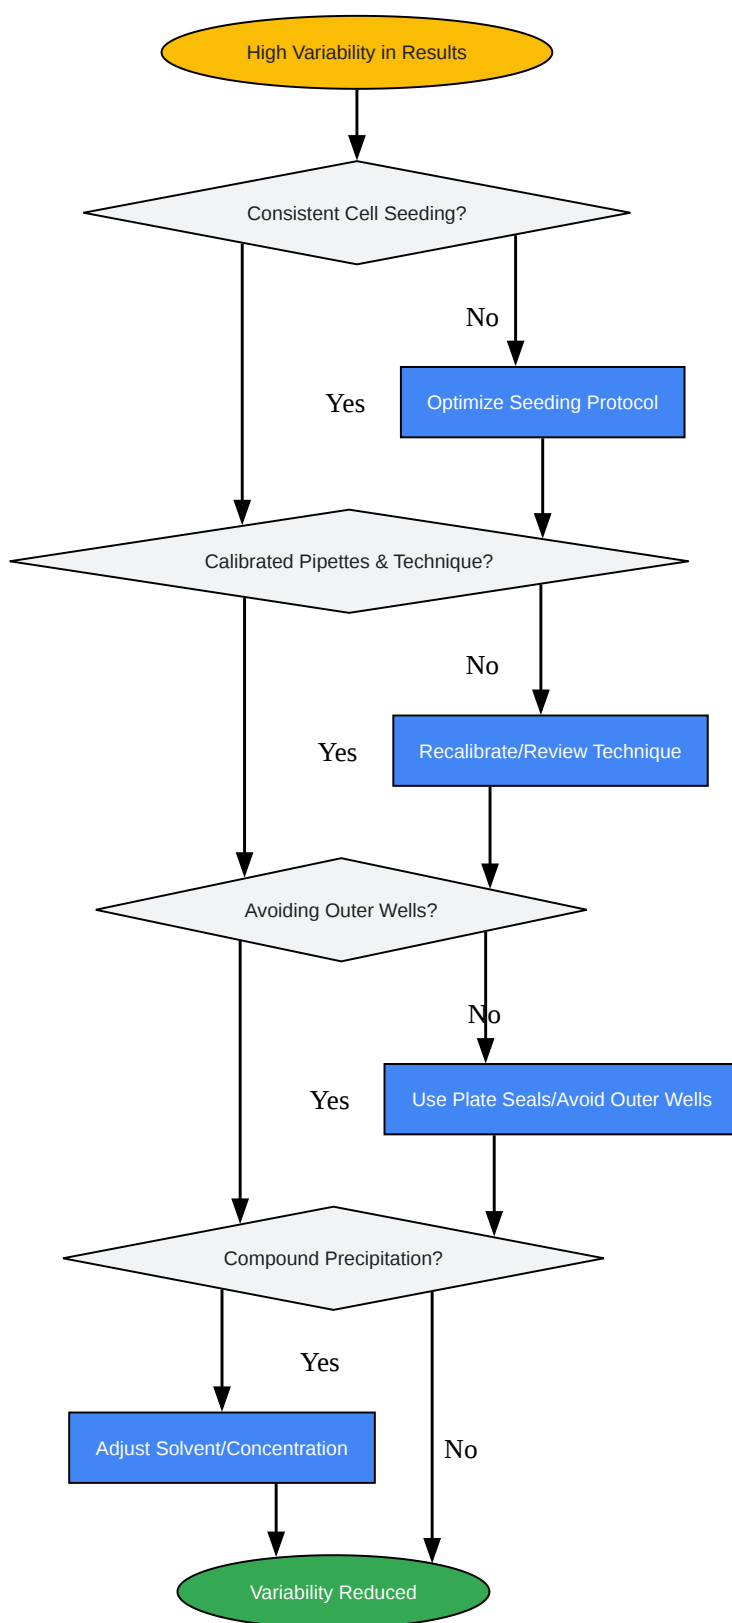 High Variability in Results
Consistent Cell Seeding?
No
Yes
Optimize Seeding Protocol
Calibrated Pipettes & Technique?
No
Yes
Recalibrate/Review Technique
Avoiding Outer Wells?
No
Yes
Use Plate Seals/Avoid Outer Wells
Compound Precipitation?
Yes
Adjust Solvent/Concentration
No
Variability Reduced